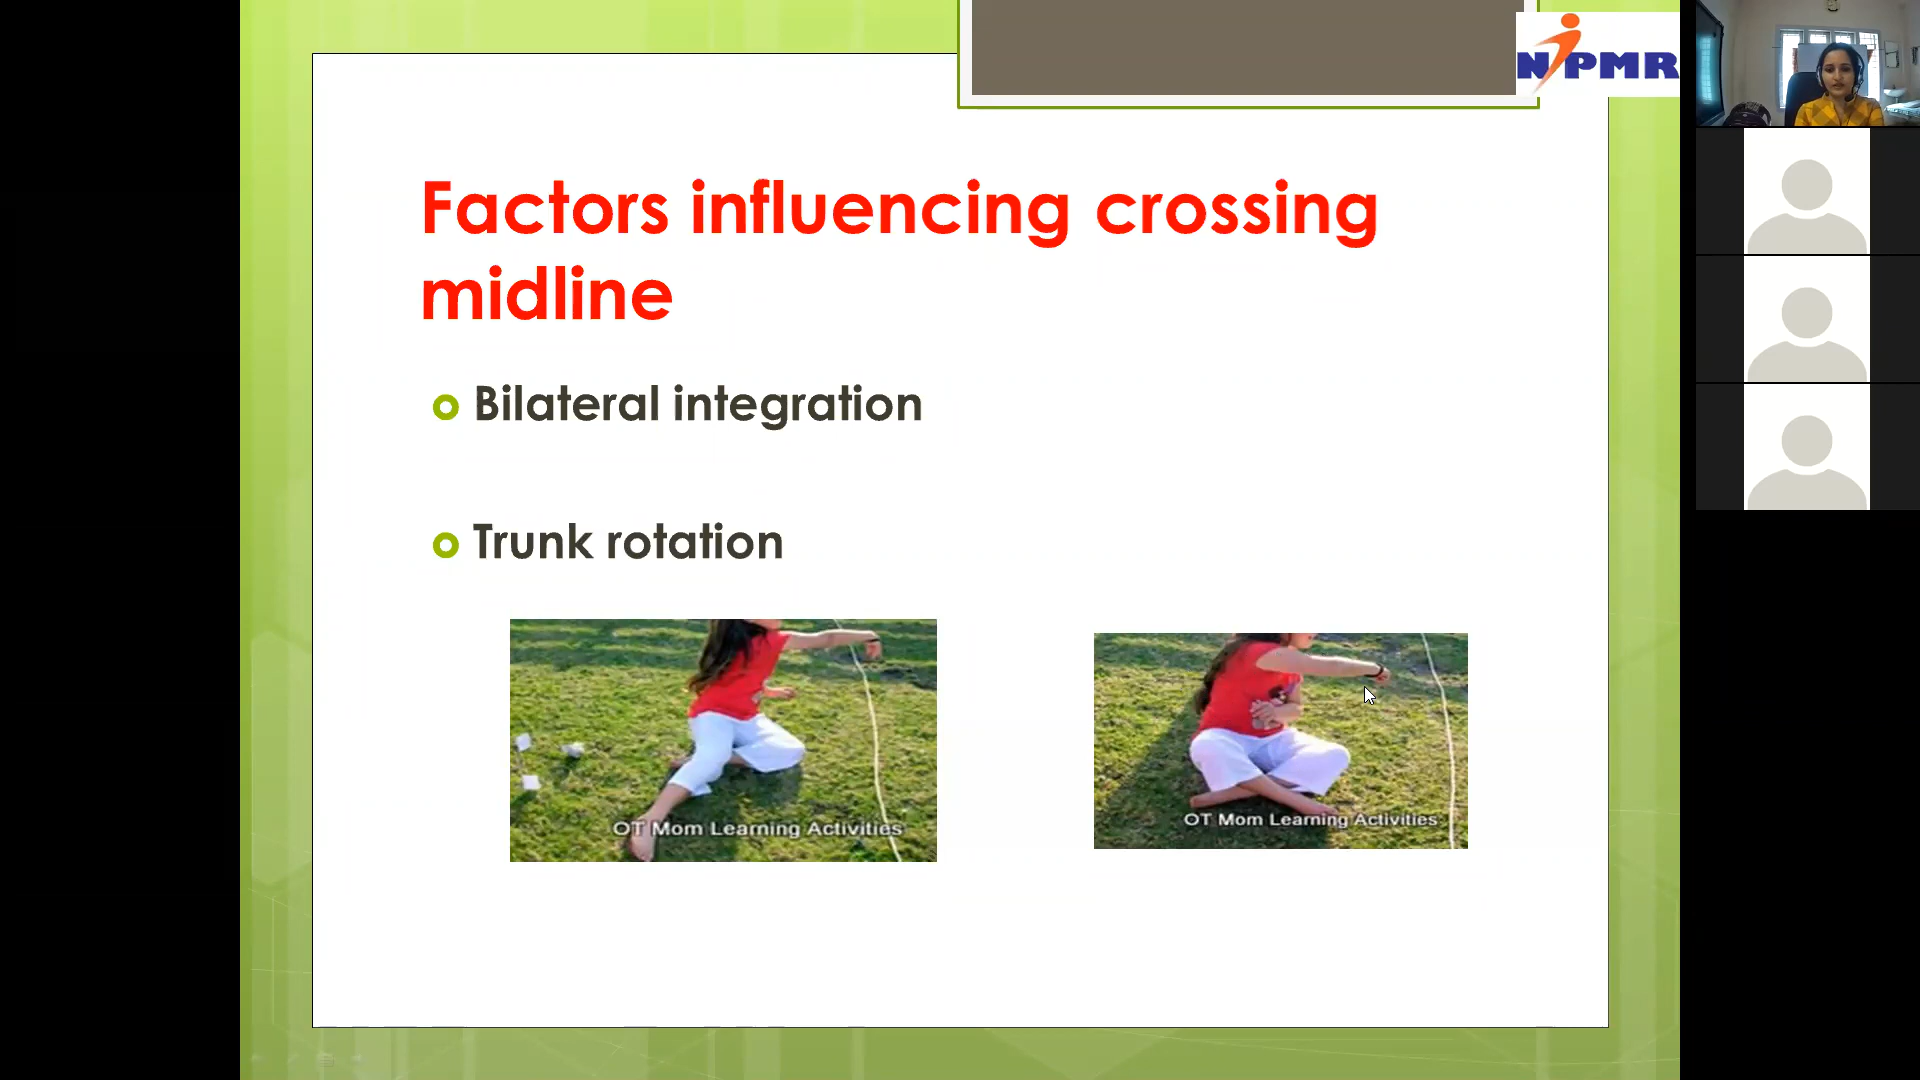 NIPMR
Factors influencing crossing
midline
Bilateral integration
Trunk rotation
OT Mom Learning Activities
OT Mom Learning Activities